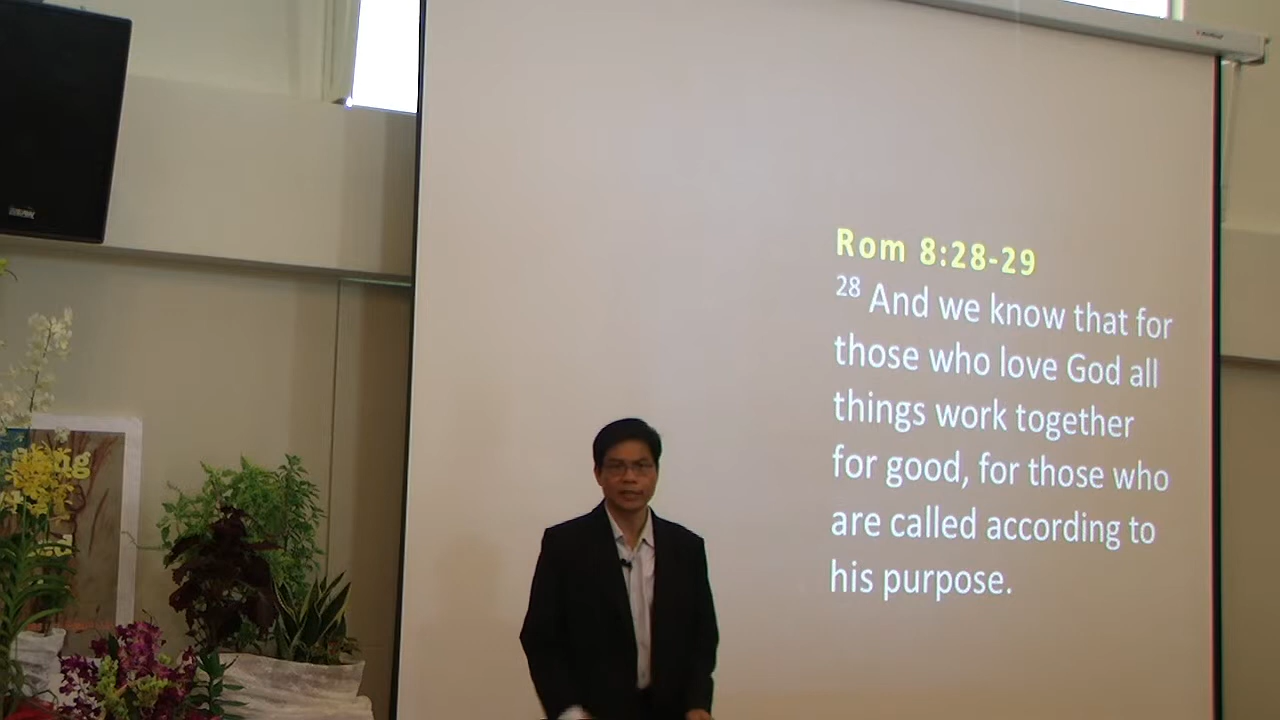 Rom 8:28-29
28 And we know that for
those who love God all
things work together
for good, for those who
are called according to
his purpose.